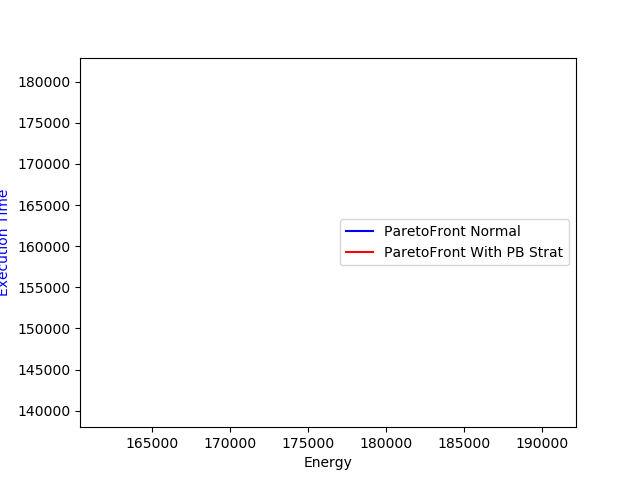 180000
175000
170000
165000
160000
155000
150000
145000
140000
Execution Time
ParetoFront Normal
ParetoFront With PB Strat
165000 170000 175000 180000 185000 190000
Energy